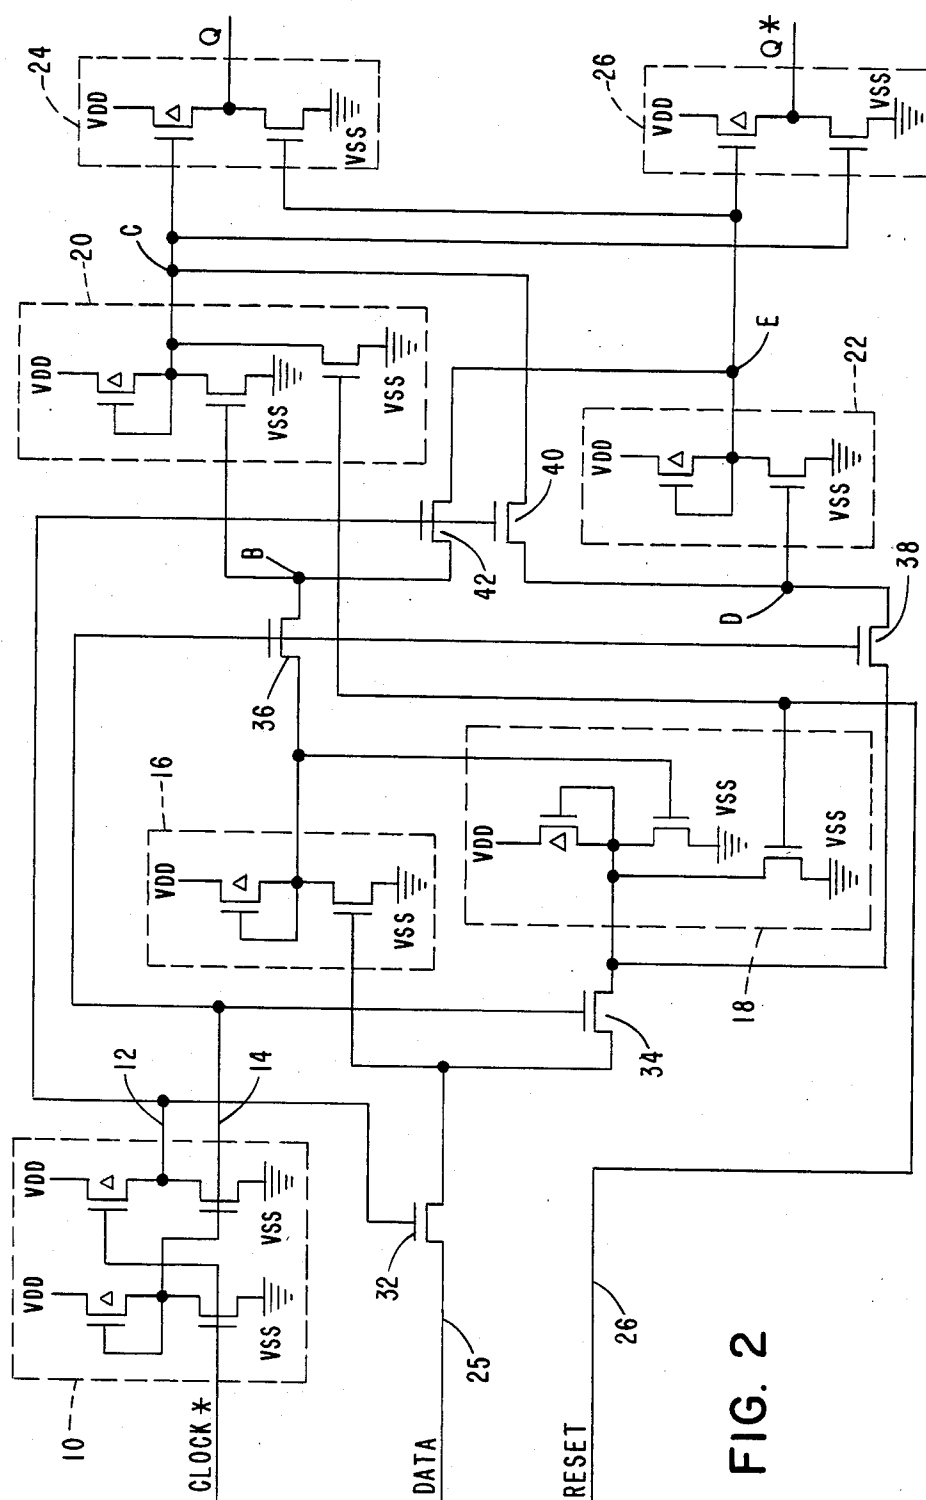 10
VDD
VDD
VSS
VSS
CLOCK*
12
14
DATA
25
32
RESET
26
16
VDD
VSS
34
18
VDD
VSS
VSS
36
B
42
40
38
D
20
VDD
VSS
VSS
C
E
22
VDD
VSS
24
VDD
VSS
Q
26
VDD
VSS
Q*
FIG. 2